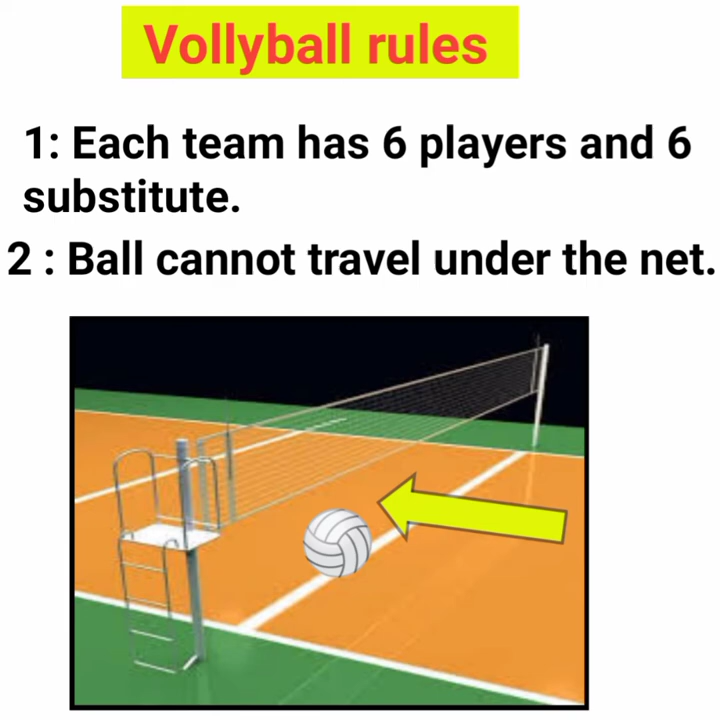 Vollyball rules
1: Each team has 6 players and 6
substitute.
2 : Ball cannot travel under the net.